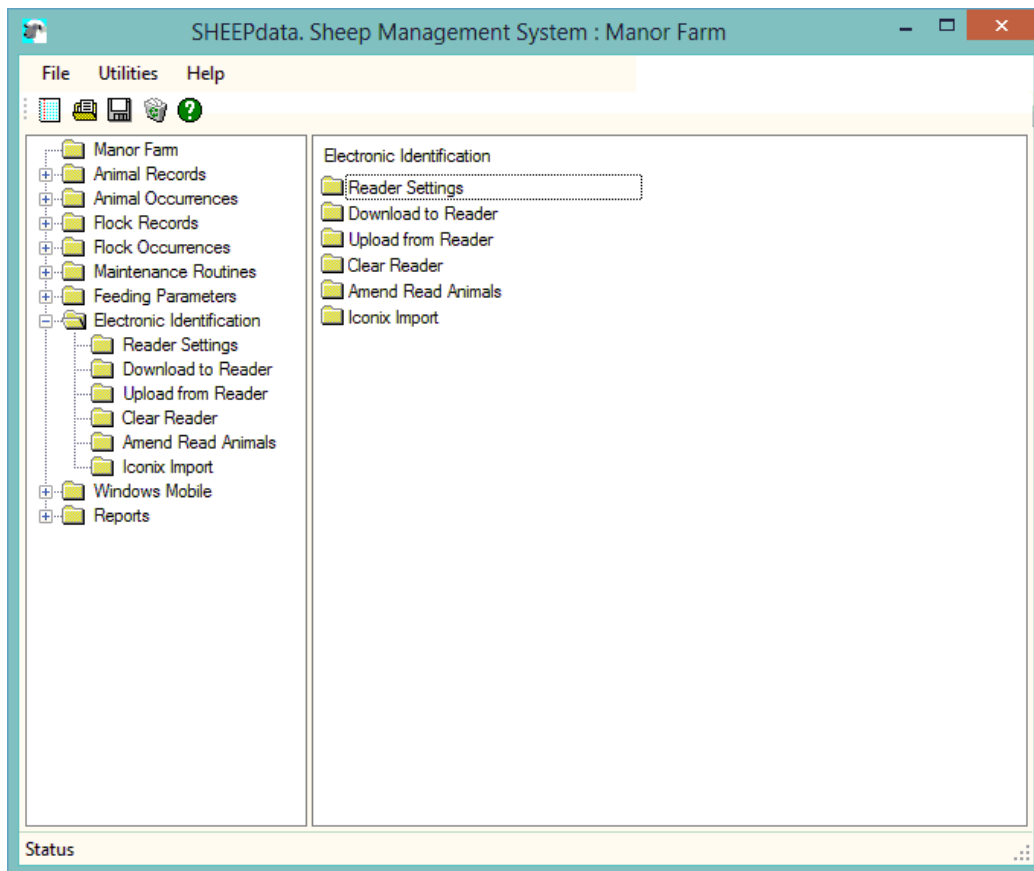 SHEEPdata. Sheep Management System : Manor Farm
File Utilities Help
Manor Farm
Animal Records
Animal Occurrences
Flock Records
Flock Occurrences
Maintenance Routines
Feeding Parameters
Electronic Identification
Reader Settings
Download to Reader
Upload from Reader
Clear Reader
Amend Read Animals
Iconix Import
Windows Mobile
Reports
Electronic Identification
Reader Settings
Download to Reader
Upload from Reader
Clear Reader
Amend Read Animals
Iconix Import
Status